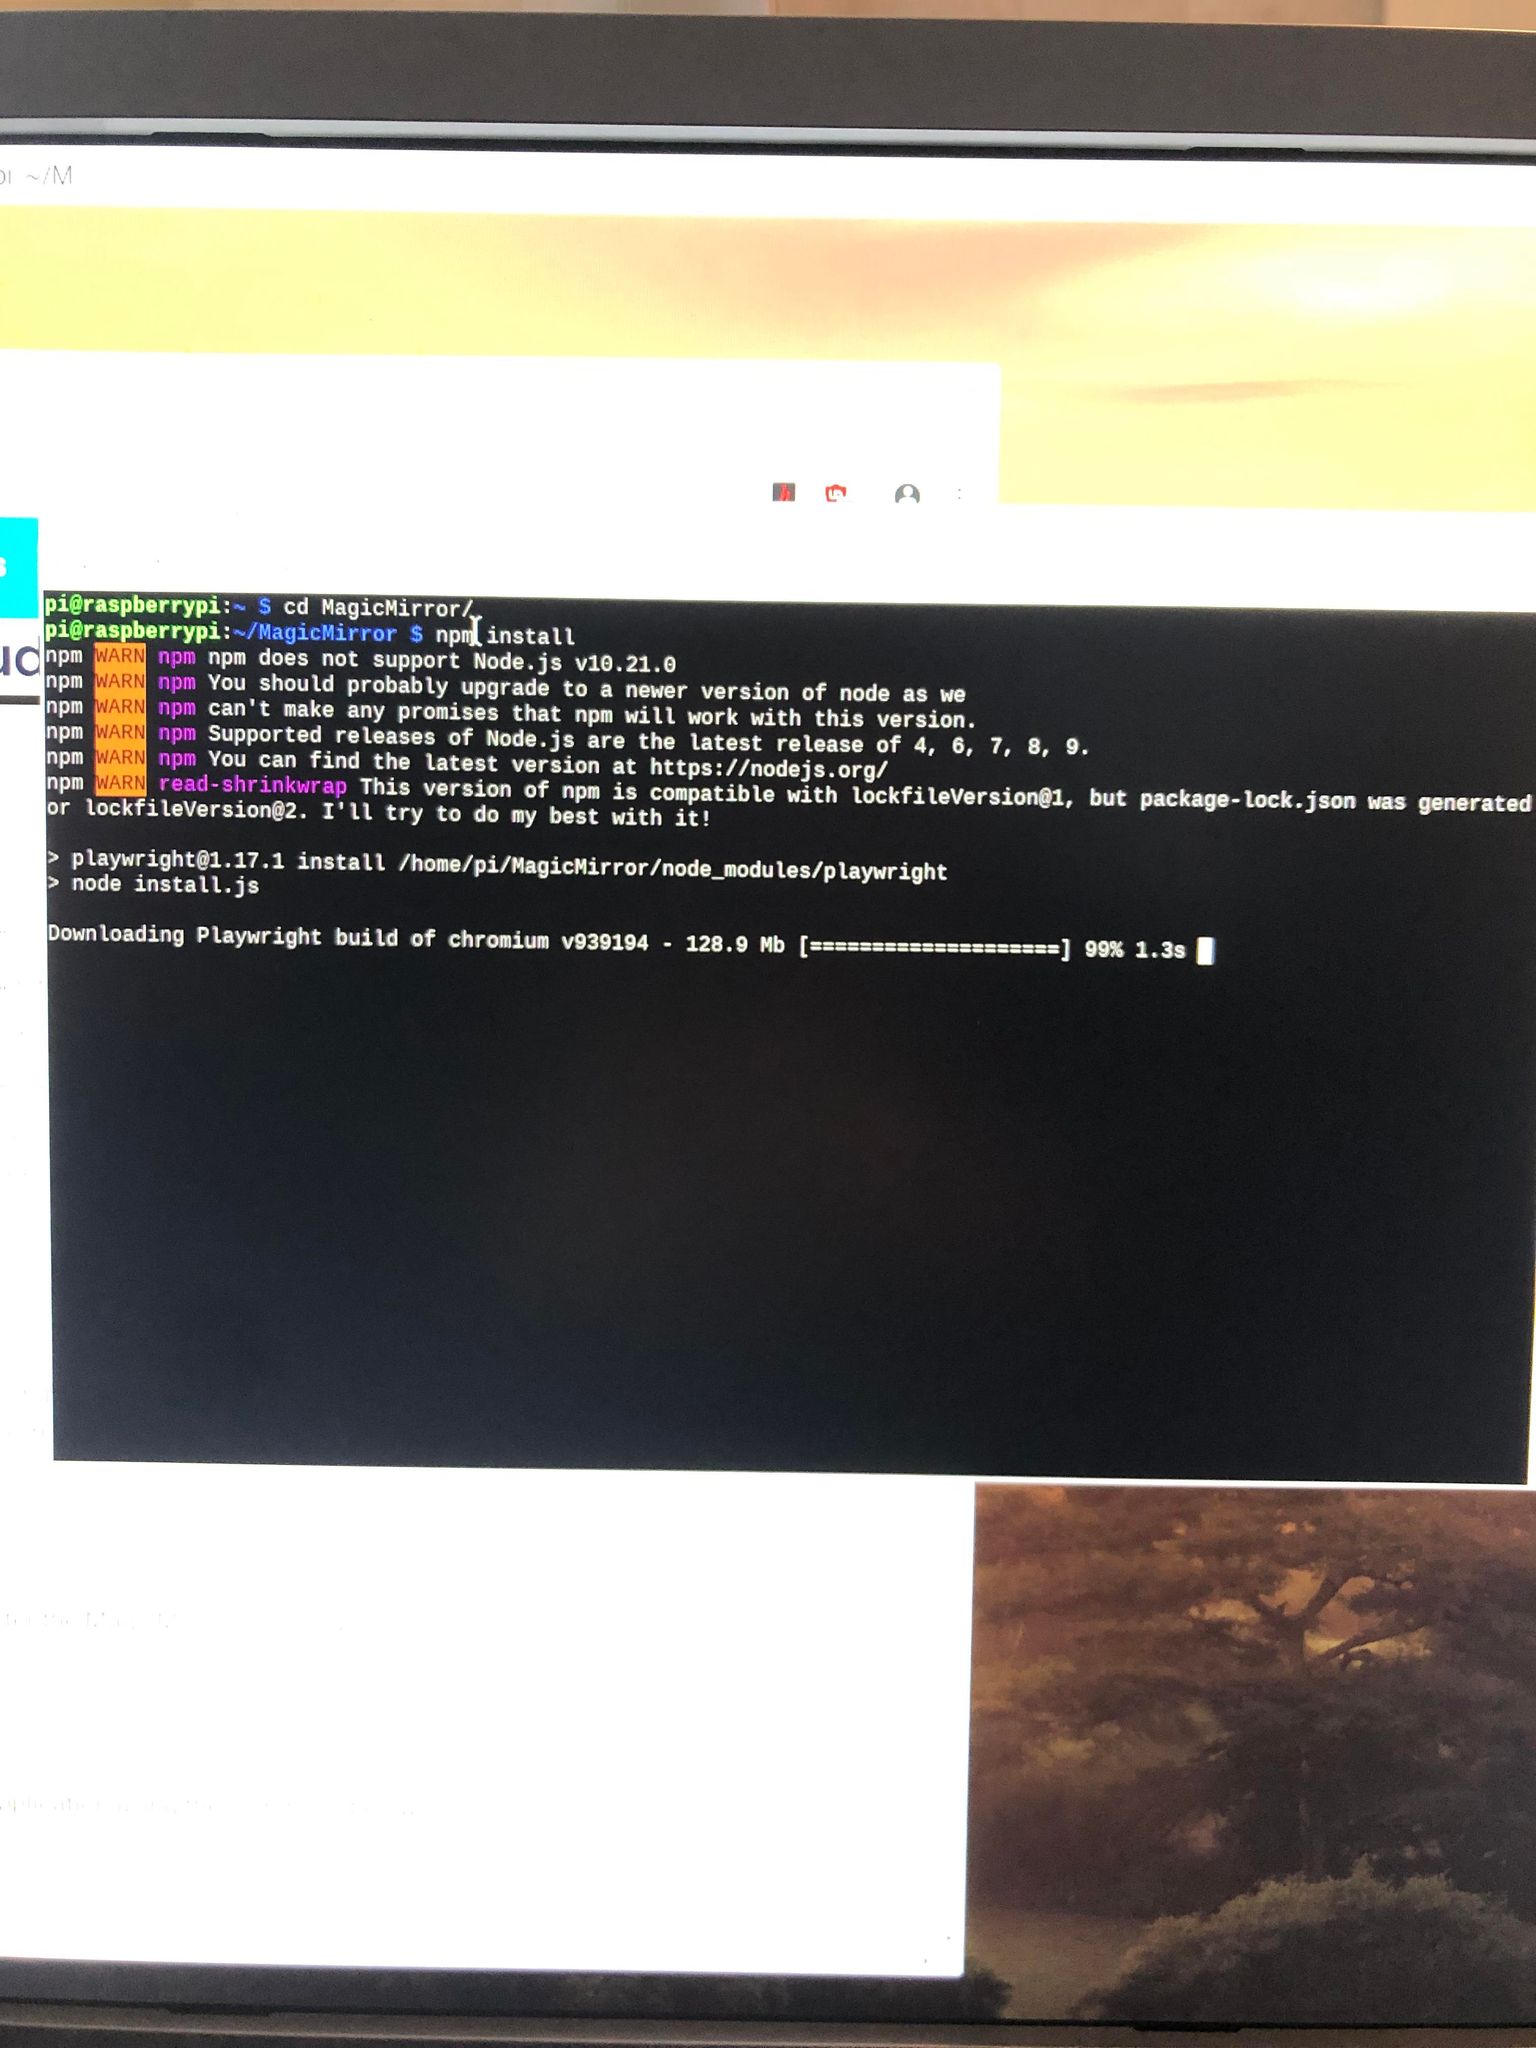 ~/M
pi@raspberrypi:~ $ cd MagicMirror/
pi@raspberrypi:~/MagicMirror $ npm install
npm WARN npm npm does not support Node.js v10.21.0
npm WARN npm You should probably upgrade to a newer version of node as we
npm WARN npm can't make any promises that npm will work with this version.
npm WARN npm Supported releases of Node.js are the latest release of 4, 6, 7, 8, 9.
npm WARN npm You can find the latest version at https://nodejs.org/
npm WARN read-shrinkwrap This version of npm is compatible with lockfileVersion@1, but package-lock.json was generated
or lockfileVersion@2. I'll try to do my best with it!
> playwright@1.17.1 install /home/pi/MagicMirror/node_modules/playwright
> node install.js
Downloading Playwright build of chromium v939194 - 128.9 Mb [====================] 99% 1.3s